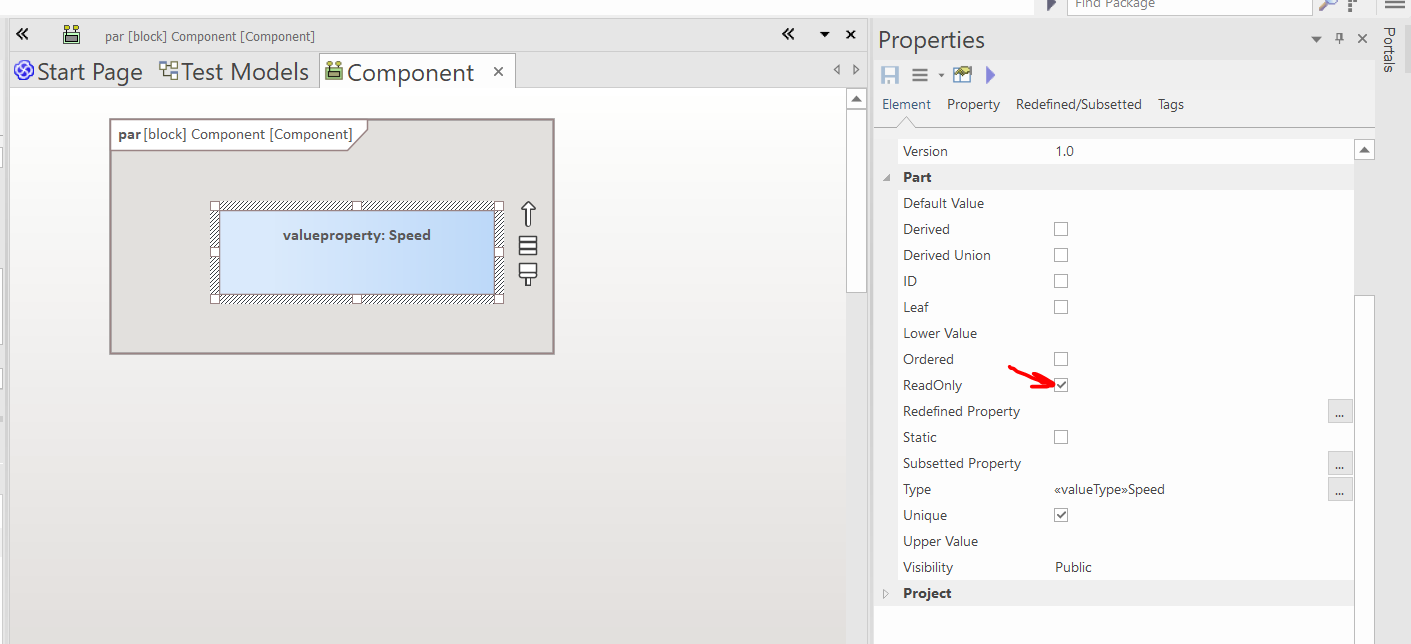 Find Package
par [block] Component [Component]
Start Page
Test Models
Component
par [block] Component [Component]
valueproperty: Speed
Properties
Portals
Element Property Redefined/Subsetted Tags
Version 1.0
Part
Default Value
Derived
Derived Union
ID
Leaf
Lower Value
Ordered
ReadOnly
Redefined Property ...
Static
Subsetted Property ...
Type «valueType»Speed ...
Unique
Upper Value
Visibility Public
Project